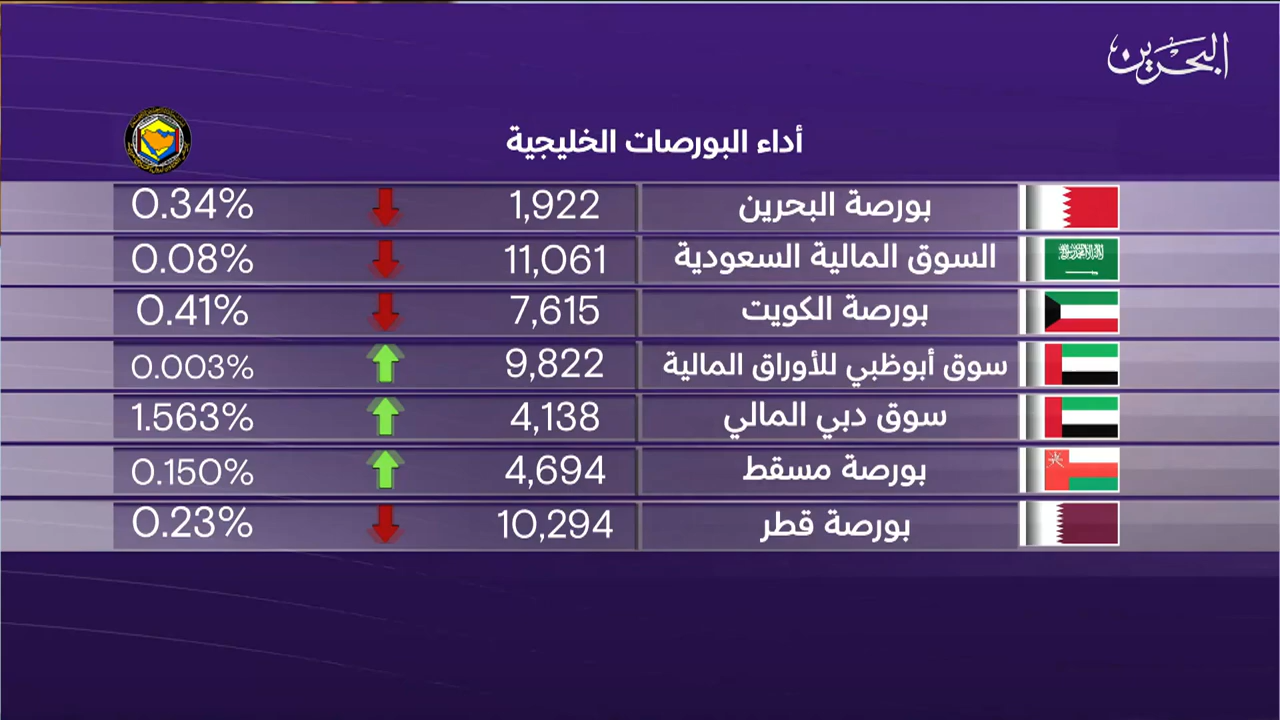 البحرين
أداء البورصات الخليجية
بورصة البحرين 1,922 0.34%
السوق المالية السعودية 11,061 0.08%
بورصة الكويت 7,615 0.41%
سوق أبوظبي للأوراق المالية 9,822 0.003%
سوق دبي المالي 4,138 1.563%
بورصة مسقط 4,694 0.150%
بورصة قطر 10,294 0.23%